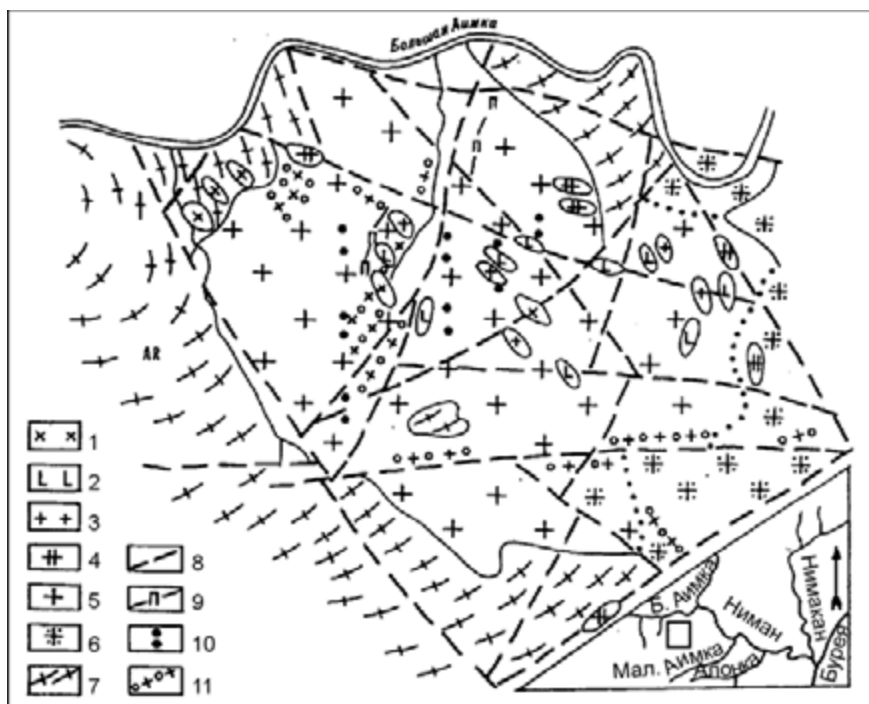 Большая Аимка
П
П
П
AR
1
2
3
4
5
6
7
8
П 9
10
11
Б. Аимка
Ниман
Нимакан
Мал. Аимка
Апонка
Бурея